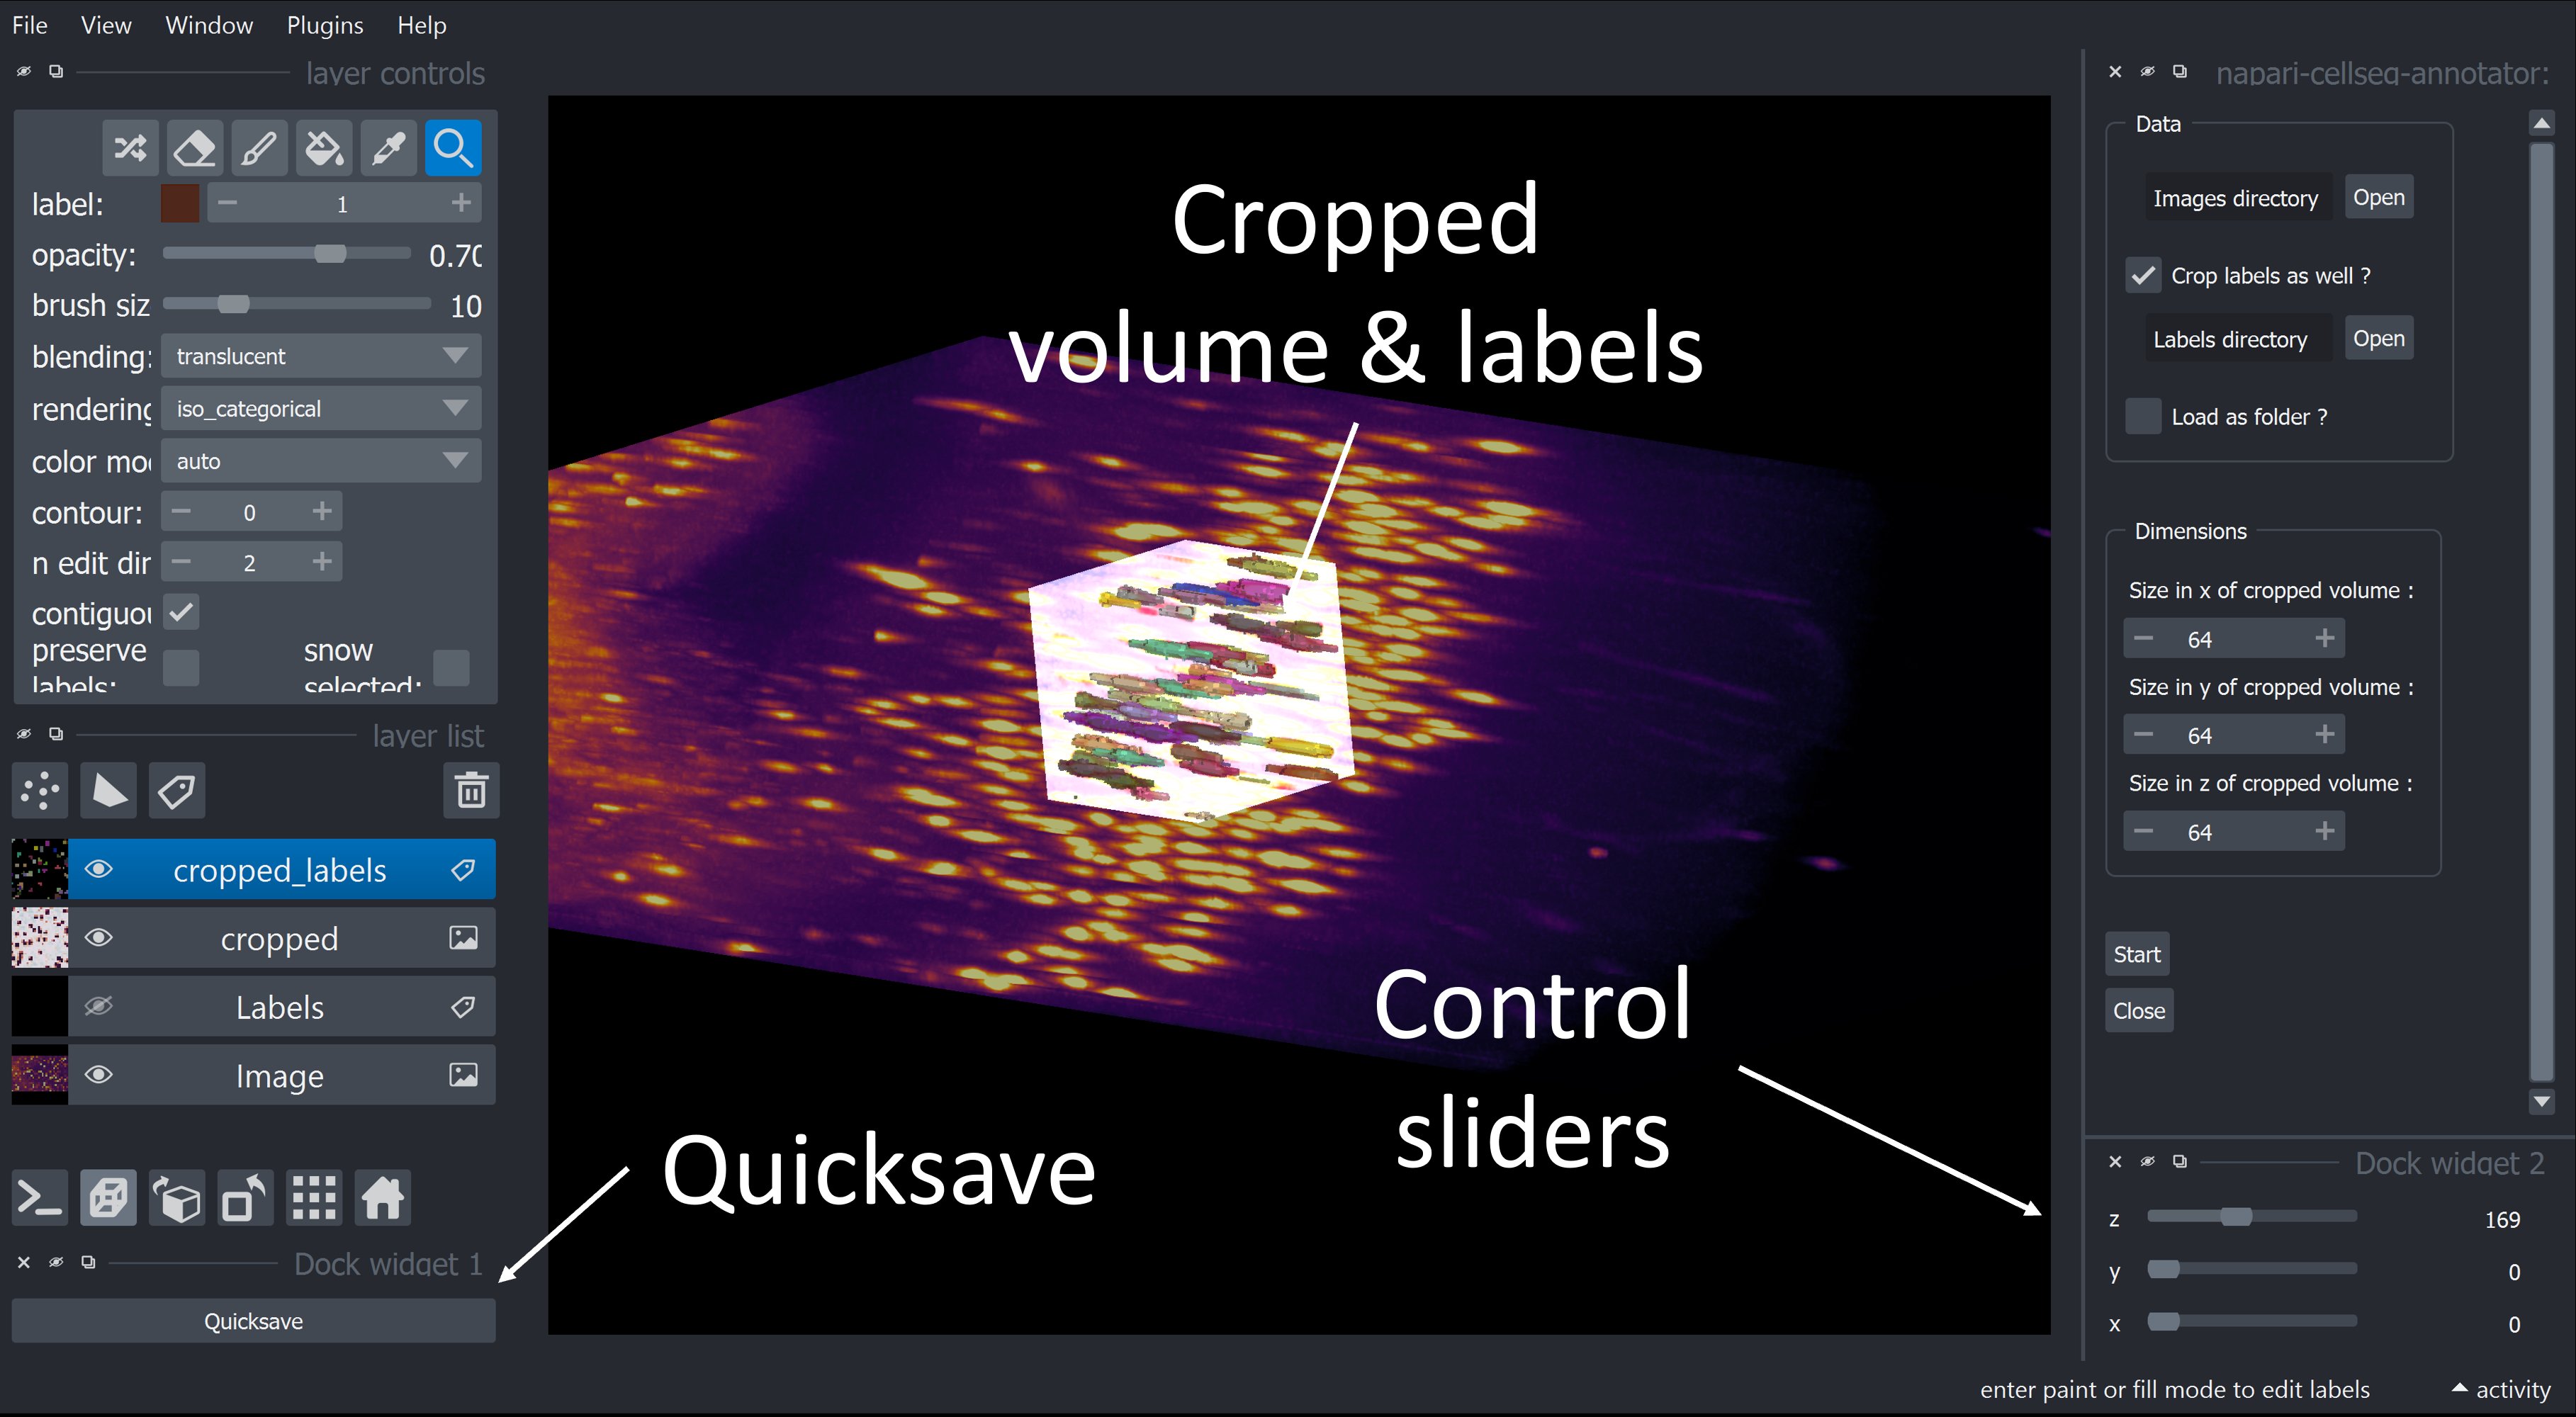 File View Window Plugins Help
layer controls
label: 1
opacity: 0.70
brush siz 10
blending: translucent
rendering iso_categorical
color mo auto
contour: 0
n edit dir 2
contiguou
preserve labels:
snow selected:
layer list
cropped_labels
cropped
Labels
Image
Dock widget 1
Quicksave
Cropped
volume & labels
Control
sliders
Quicksave
napari-cellseg-annotator:
Data
Images directory Open
Crop labels as well ?
Labels directory Open
Load as folder ?
Dimensions
Size in x of cropped volume :
64
Size in y of cropped volume :
64
Size in z of cropped volume :
64
Start
Close
Dock widget 2
z 169
y 0
x 0
enter paint or fill mode to edit labels activity